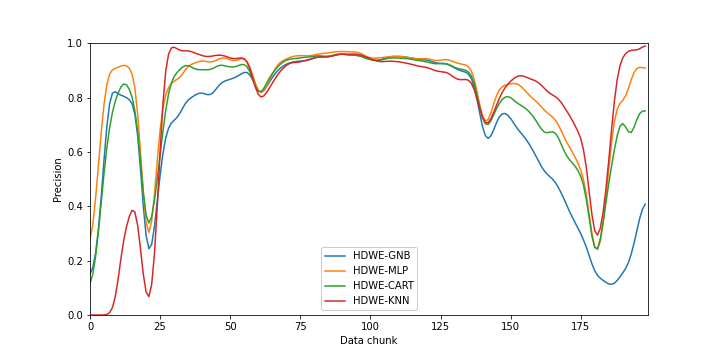 1.0
0.8
0.6
0.4
0.2
0.0
Precision
0 25 50 75 100 125 150 175
Data chunk
HDWE-GNB
HDWE-MLP
HDWE-CART
HDWE-KNN